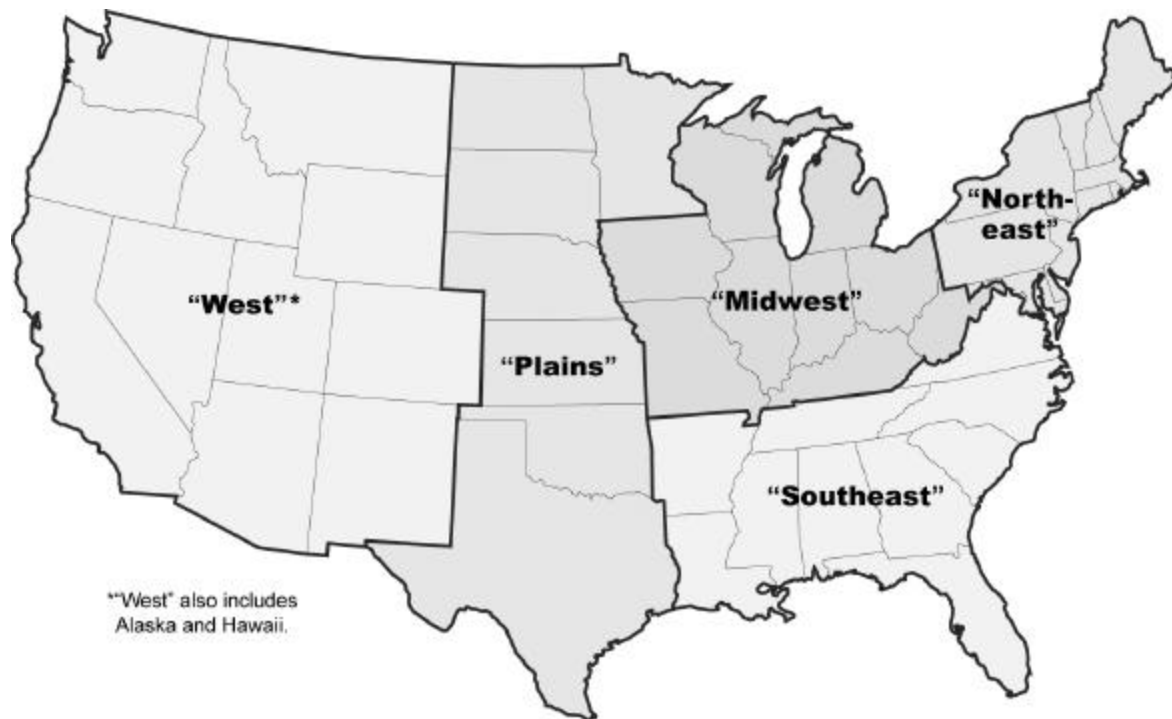 “North-
east”
“West”*
“Midwest”
“Plains”
“Southeast”
*“West” also includes
Alaska and Hawaii.